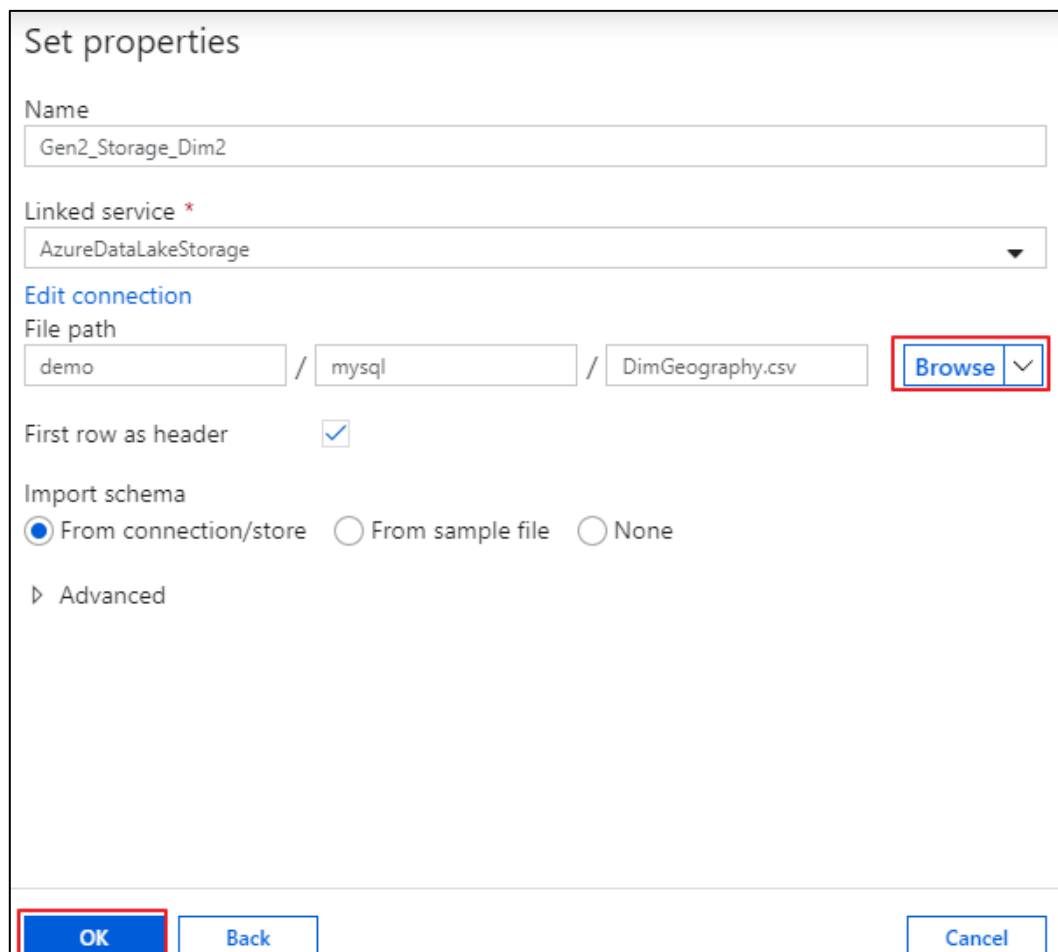 Set properties
Name
Gen2_Storage_Dim2
Linked service *
AzureDataLakeStorage
Edit connection
File path
demo / mysql / DimGeography.csv Browse
First row as header
Import schema
From connection/store From sample file None
Advanced
OK Back Cancel